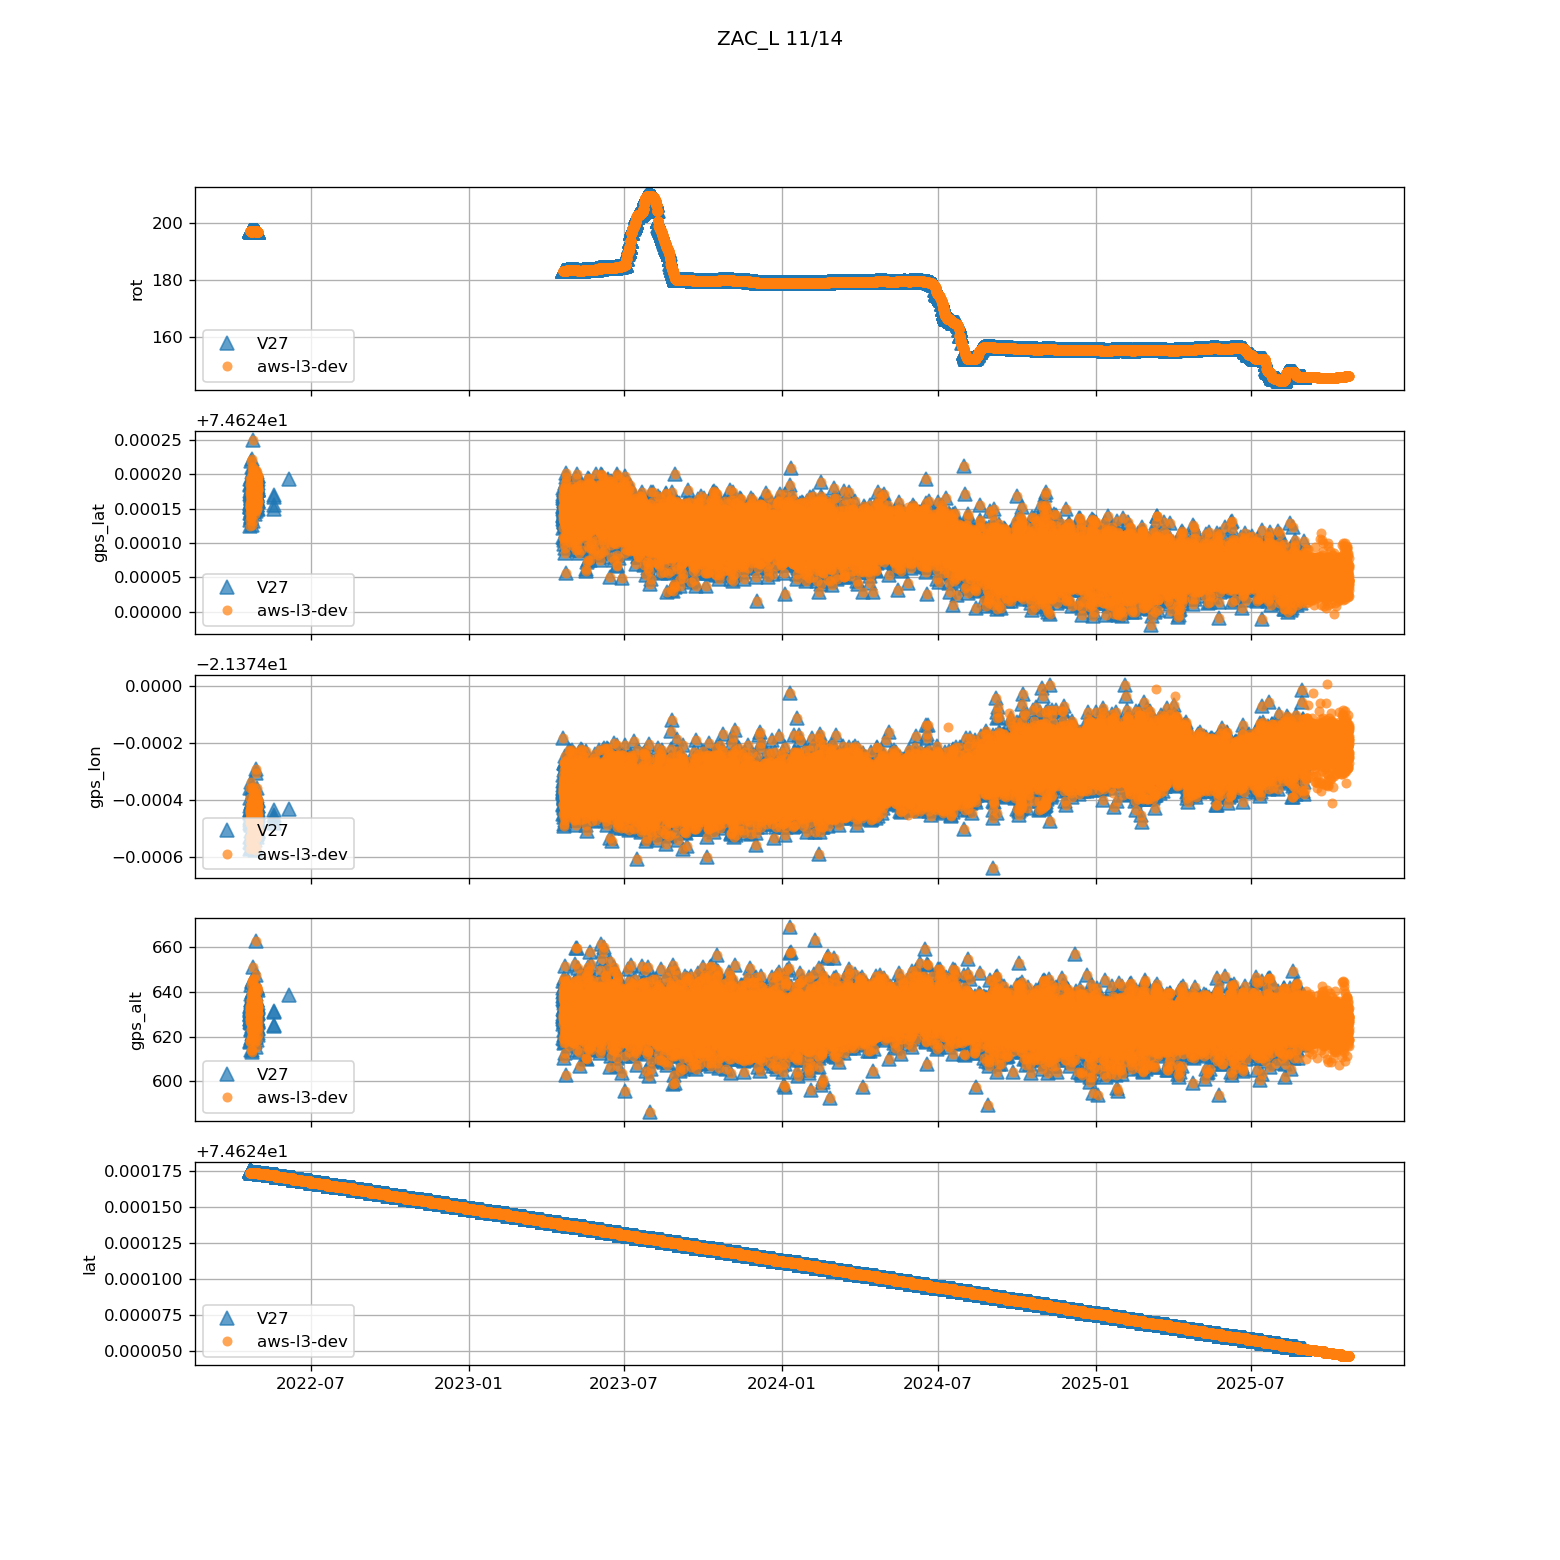 ZAC_L 11/14
200
180
160
rot
V27
aws-l3-dev
+7.4624e1
0.00025
0.00020
0.00015
0.00010
0.00005
0.00000
gps_lat
V27
aws-l3-dev
−2.1374e1
0.0000
−0.0002
−0.0004
−0.0006
gps_lon
V27
aws-l3-dev
660
640
620
600
gps_alt
V27
aws-l3-dev
+7.4624e1
0.000175
0.000150
0.000125
0.000100
0.000075
0.000050
lat
V27
aws-l3-dev
2022-07 2023-01 2023-07 2024-01 2024-07 2025-01 2025-07